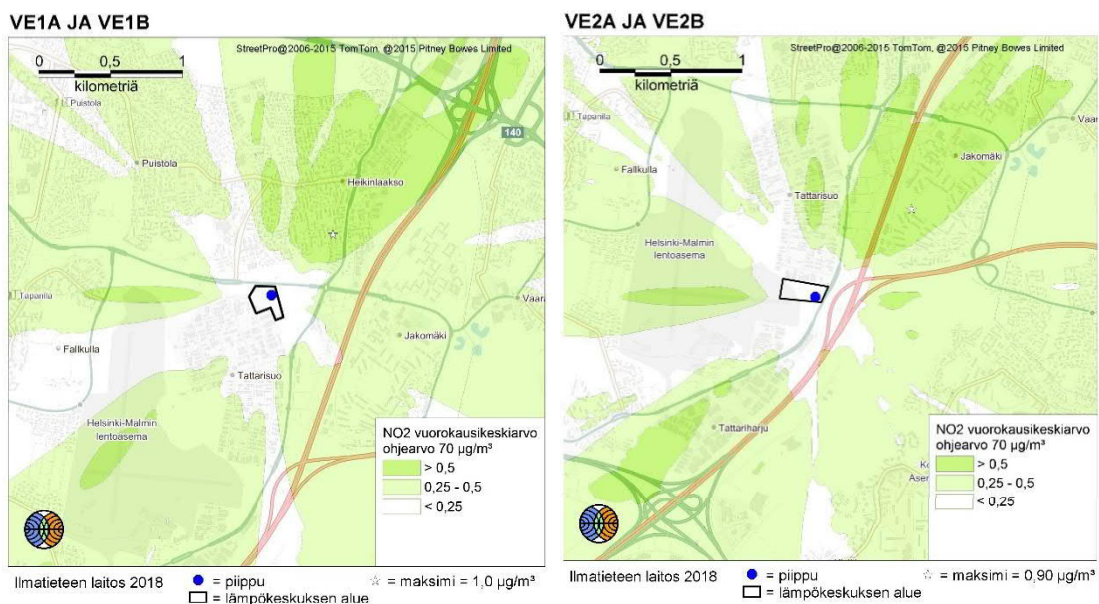 VE1A JA VE1B
StreetPro@2006-2015 TomTom, @2015 Pitney Bowes Limited
0 0,5 1
kilometriä
Puistola
140
Puistola
Heikinlaakso
Tapanila
Vaara
Jakomäki
Fallkulla
Tattarisuo
Helsinki-Malmin
lentoasema
NO2 vuorokausikeskiarvo
ohjearvo 70 µg/m³
> 0,5
0,25 - 0,5
< 0,25
Ilmatieteen laitos 2018
= piippu
= maksimi = 1,0 µg/m³
= lämpökeskuksen alue
VE2A JA VE2B
StreetPro@2006-2015 TomTom, @2015 Pitney Bowes Limited
0 0,5 1
kilometriä
Tapanila
Vaar
Jakomäki
Fallkulla
Tattarisuo
Helsinki-Malmin
lentoasema
Tattariharju
NO2 vuorokausikeskiarvo
ohjearvo 70 µg/m³
> 0,5
0,25 - 0,5
< 0,25
Ilmatieteen laitos 2018
= piippu
= maksimi = 0,90 µg/m³
= lämpökeskuksen alue